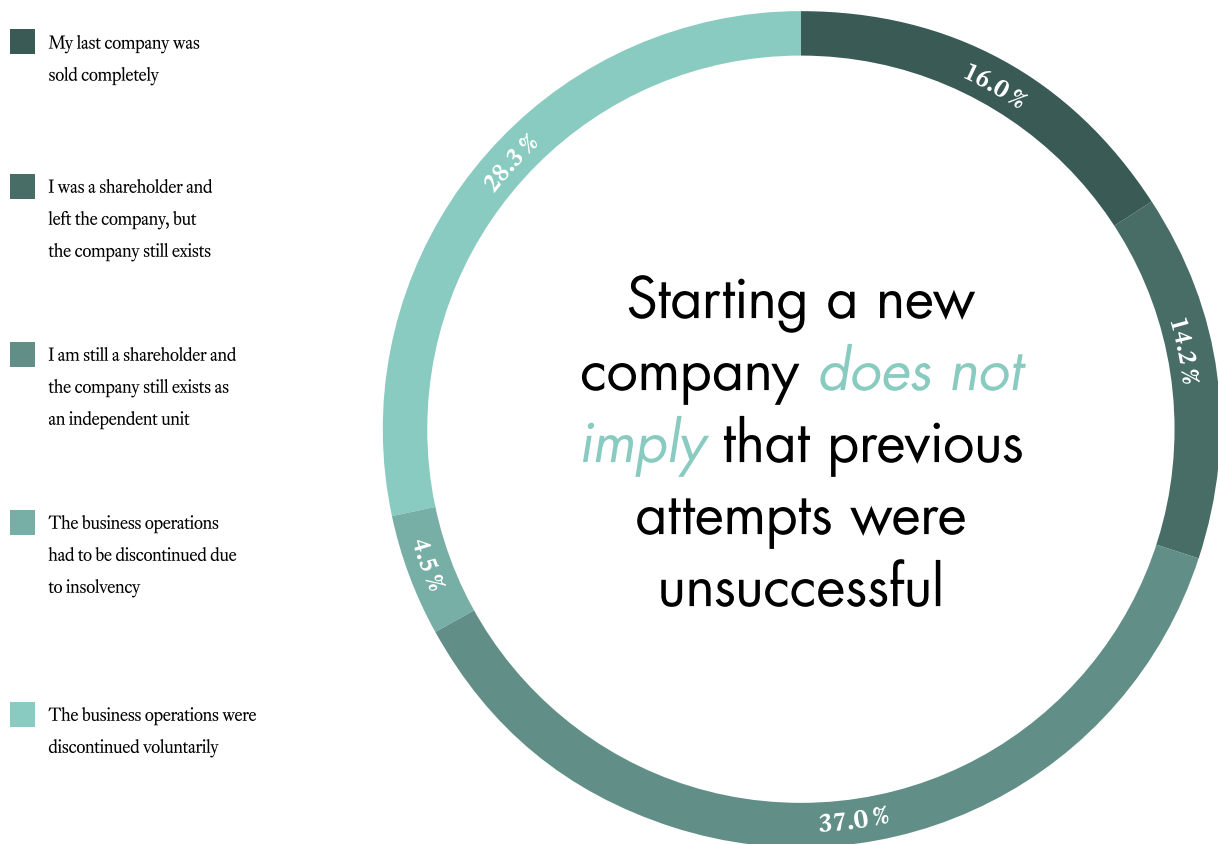 My last company was
sold completely
I was a shareholder and
left the company, but
the company still exists
I am still a shareholder and
the company still exists as
an independent unit
The business operations
had to be discontinued due
to insolvency
The business operations were
discontinued voluntarily
16.0 %
14.2 %
37.0 %
4.5 %
28.3 %
Starting a new
company does not
imply that previous
attempts were
unsuccessful